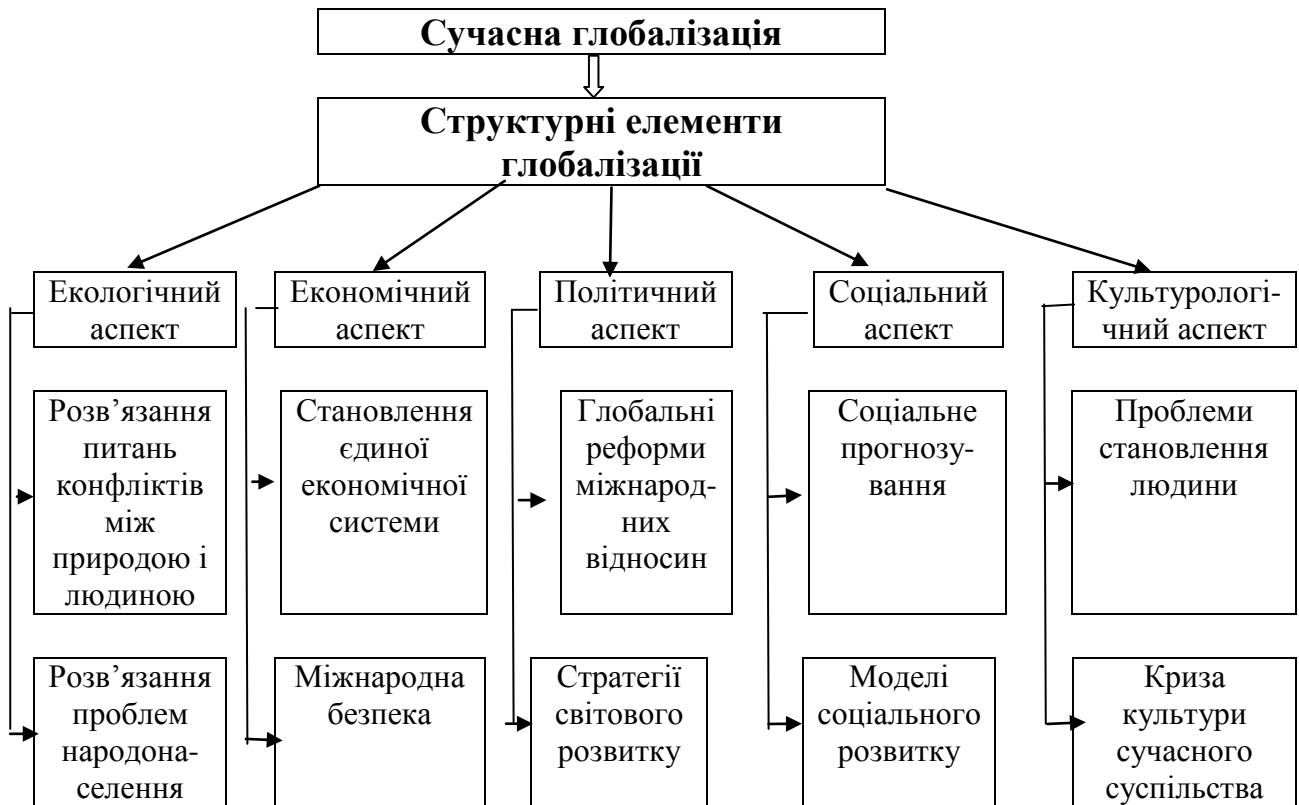 Сучасна глобалізація
Структурні елементи
глобалізації
Екологічний
аспект
Економічний
аспект
Політичний
аспект
Соціальний
аспект
Культурологі-
чний аспект
Розв’язання
питань
конфліктів
між
природою і
людиною
Становлення
єдиної
економічної
системи
Глобальні
реформи
міжнарод-
них
відносин
Соціальне
прогнозу-
вання
Проблеми
становлення
людини
Розв’язання
проблем
народона-
селення
Міжнародна
безпека
Стратегії
світового
розвитку
Моделі
соціального
розвитку
Криза
культури
сучасного
суспільства